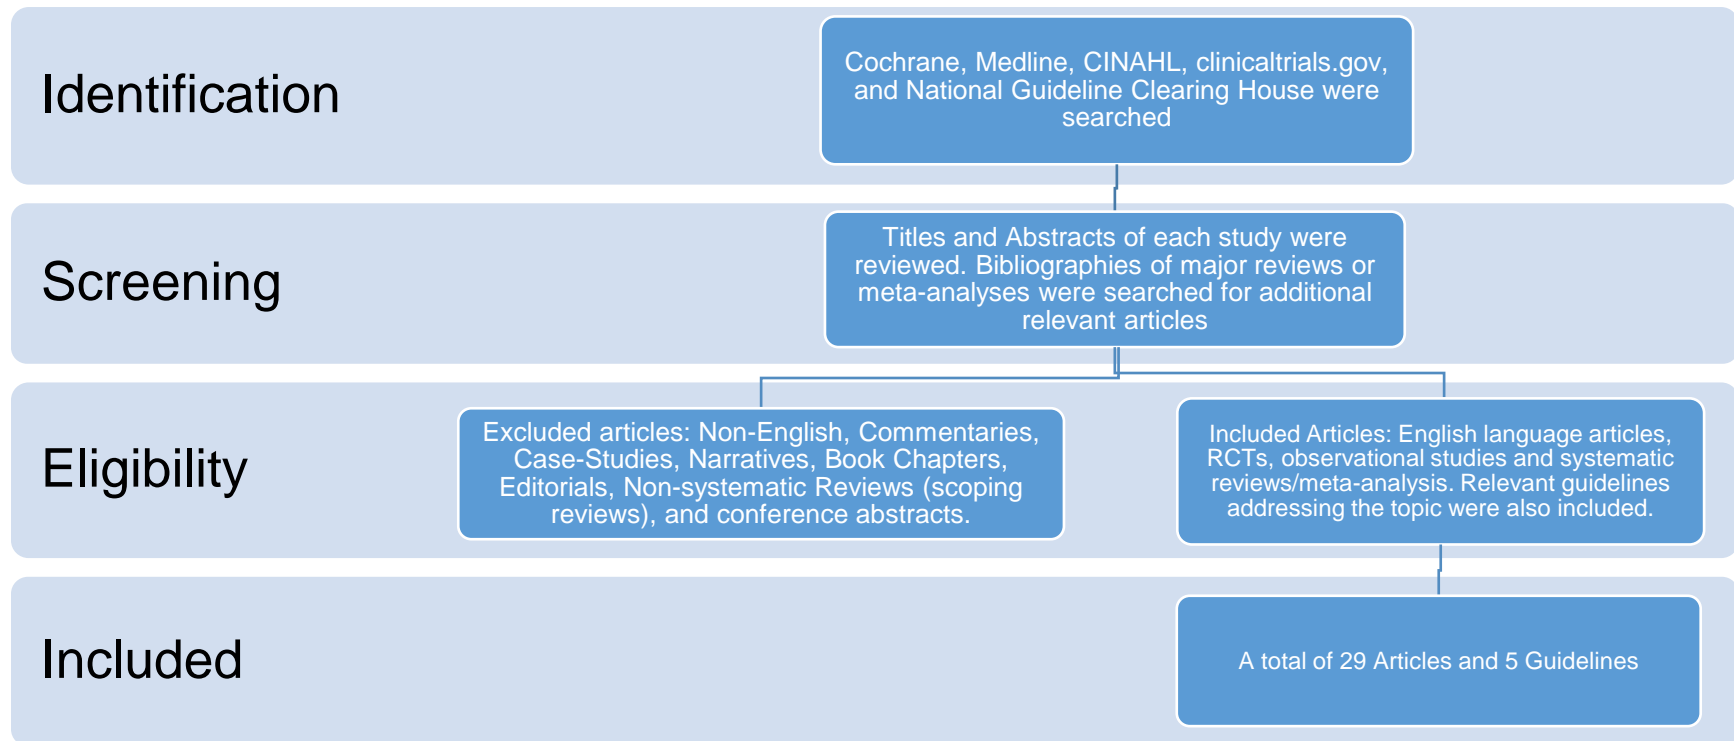 Identification
Cochrane, Medline, CINAHL, clinicaltrials.gov,
and National Guideline Clearing House were
searched
Screening
Titles and Abstracts of each study were
reviewed. Bibliographies of major reviews or
meta-analyses were searched for additional
relevant articles
Eligibility
Excluded articles: Non-English, Commentaries,
Case-Studies, Narratives, Book Chapters,
Editorials, Non-systematic Reviews (scoping
reviews), and conference abstracts.
Included Articles: English language articles,
RCTs, observational studies and systematic
reviews/meta-analysis. Relevant guidelines
addressing the topic were also included.
Included
A total of 29 Articles and 5 Guidelines